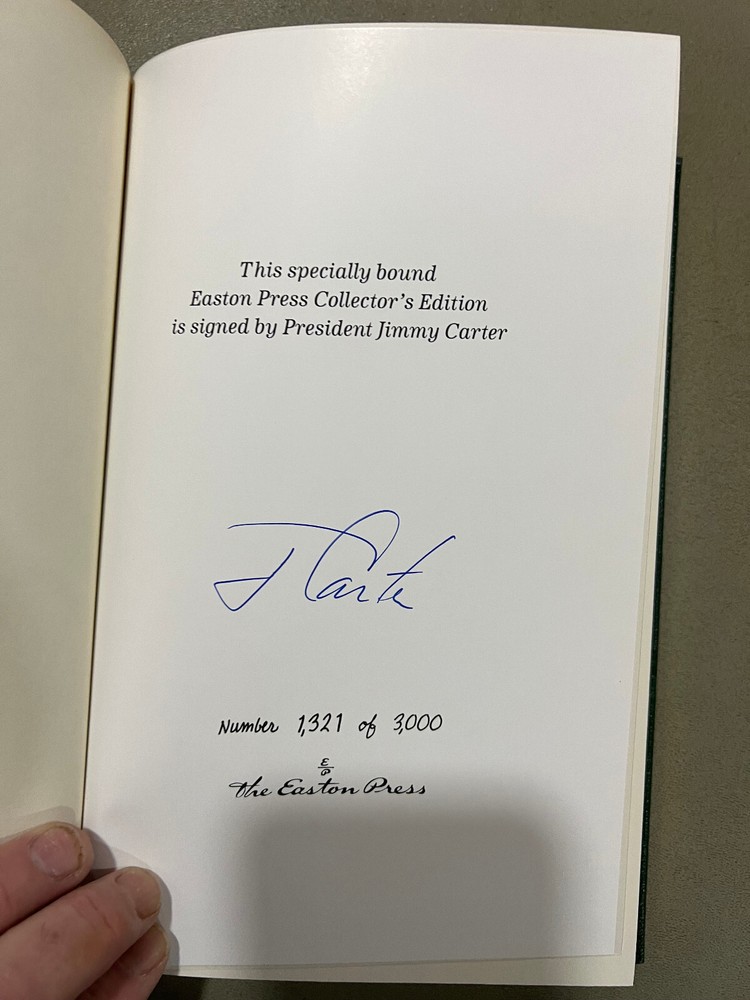 This specially bound
Easton Press Collector's Edition
is signed by President Jimmy Carter
J Carter
Number 1,321 of 3,000
E
P
the Easton Press